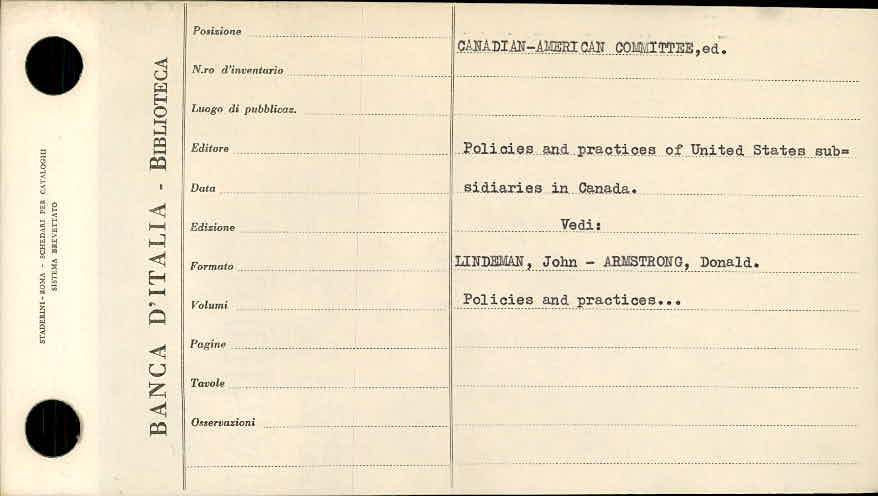 STADERINI - ROMA - SCHEDARI PER CATALOGHI
SISTEMA BREVETTATO
BANCA D'ITALIA - BIBLIOTECA
Posizione
N.ro d'inventario
Luogo di pubblicaz.
Editore
Data
Edizione
Formato
Volumi
Pagine
Tavole
Osservazioni
CANADIAN-AMERICAN COMMITTEE,ed.
Policies and practices of United States sub=
sidiaries in Canada.
Vedi:
LINDEMAN, John - ARMSTRONG, Donald.
Policies and practices...